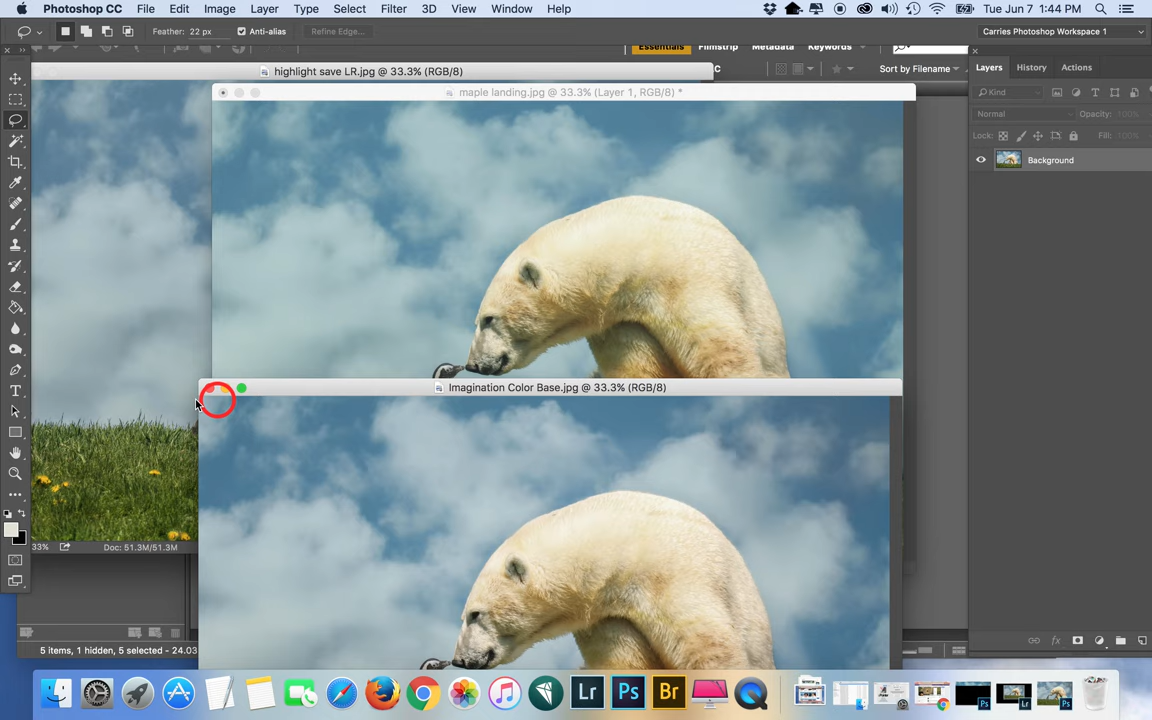 Photoshop CC File Edit Image Layer Type Select Filter 3D View Window Help Tue Jun 7 1:44 PM
Feather: 22 px Anti-alias Refine Edge... Carries Photoshop Workspace 1
Essentials Filmstrip Metadata Keywords
highlight save LR.jpg @ 33.3% (RGB/8) C Sort by Filename Layers History Actions
maple landing.jpg @ 33.3% (Layer 1, RGB/8) * Kind
Normal Opacity: 100%
Lock: Fill: 100%
Background
Imagination Color Base.jpg @ 33.3% (RGB/8)
33% Doc: 51.3M/51.3M
fx
5 items, 1 hidden, 5 selected - 24.03
Lr Ps Br